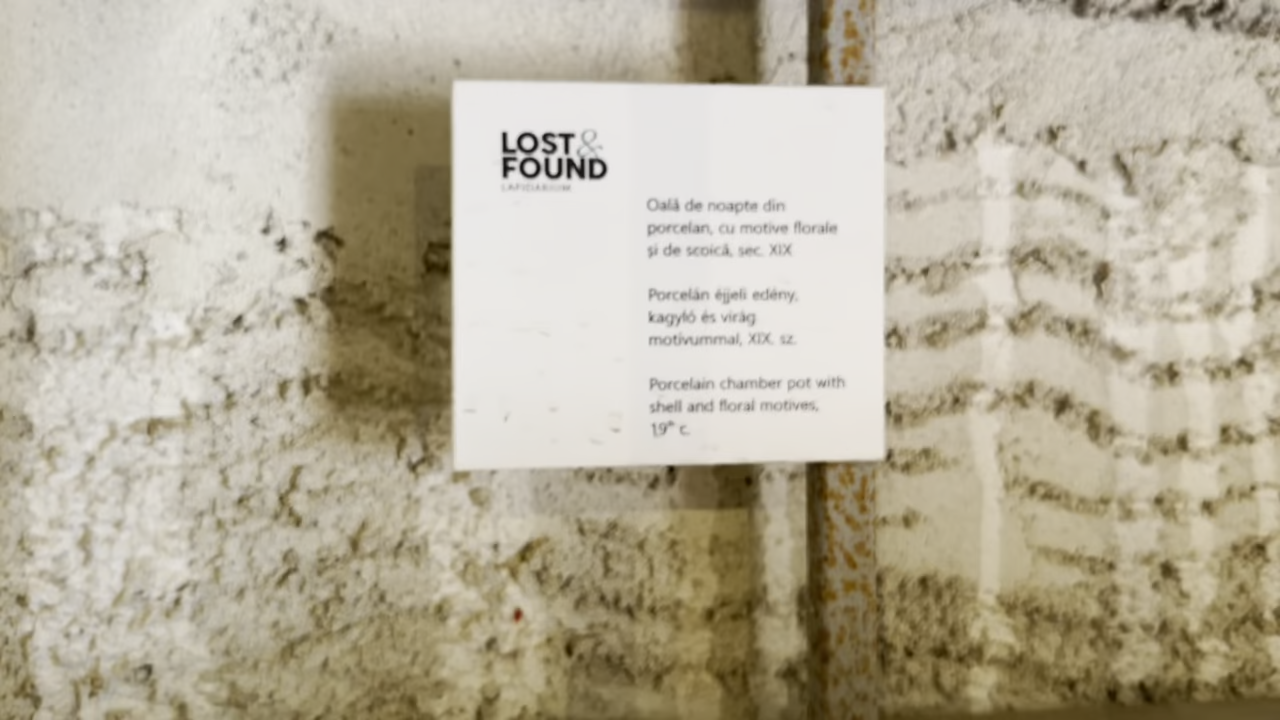 LOST &
FOUND
LAPIDARIUM
Oală de noapte din
porcelan, cu motive florale
și de scoică, sec. XIX
Porcelán éjjeli edény,
kagyló és virág
motívummal, XIX. sz.
Porcelain chamber pot with
shell and floral motives,
19th c.